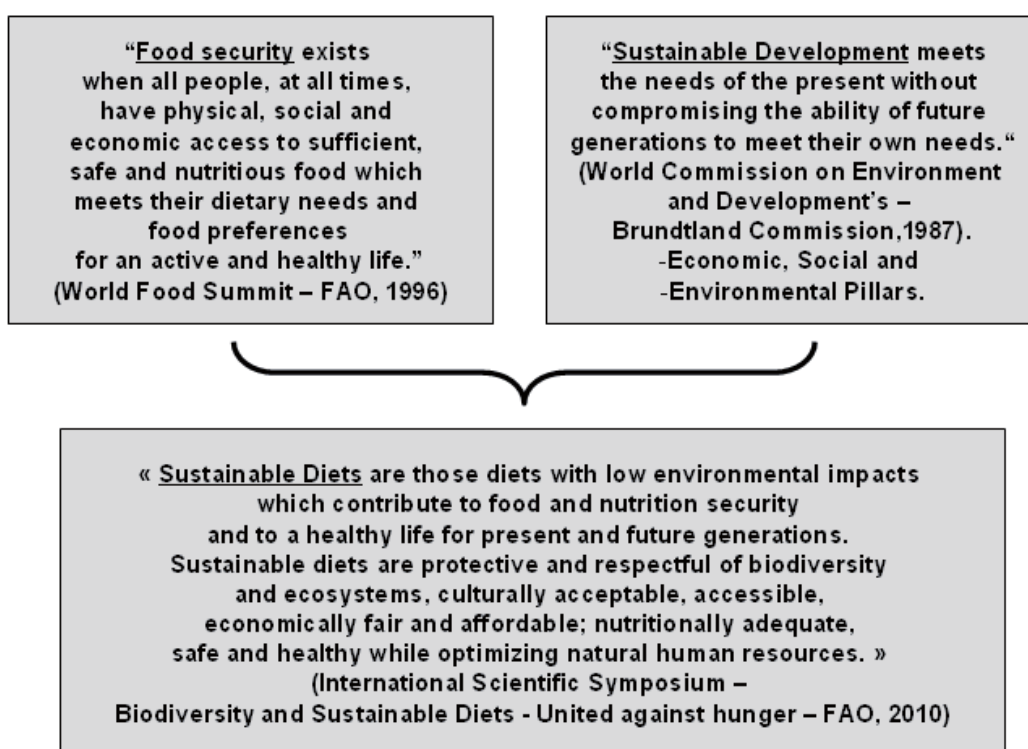 “Food security exists
when all people, at all times,
have physical, social and
economic access to sufficient,
safe and nutritious food which
meets their dietary needs and
food preferences
for an active and healthy life.”
(World Food Summit – FAO, 1996)
“Sustainable Development meets
the needs of the present without
compromising the ability of future
generations to meet their own needs.“
(World Commission on Environment
and Development’s –
Brundtland Commission,1987).
-Economic, Social and
-Environmental Pillars.
« Sustainable Diets are those diets with low environmental impacts
which contribute to food and nutrition security
and to a healthy life for present and future generations.
Sustainable diets are protective and respectful of biodiversity
and ecosystems, culturally acceptable, accessible,
economically fair and affordable; nutritionally adequate,
safe and healthy while optimizing natural human resources. »
(International Scientific Symposium –
Biodiversity and Sustainable Diets - United against hunger – FAO, 2010)